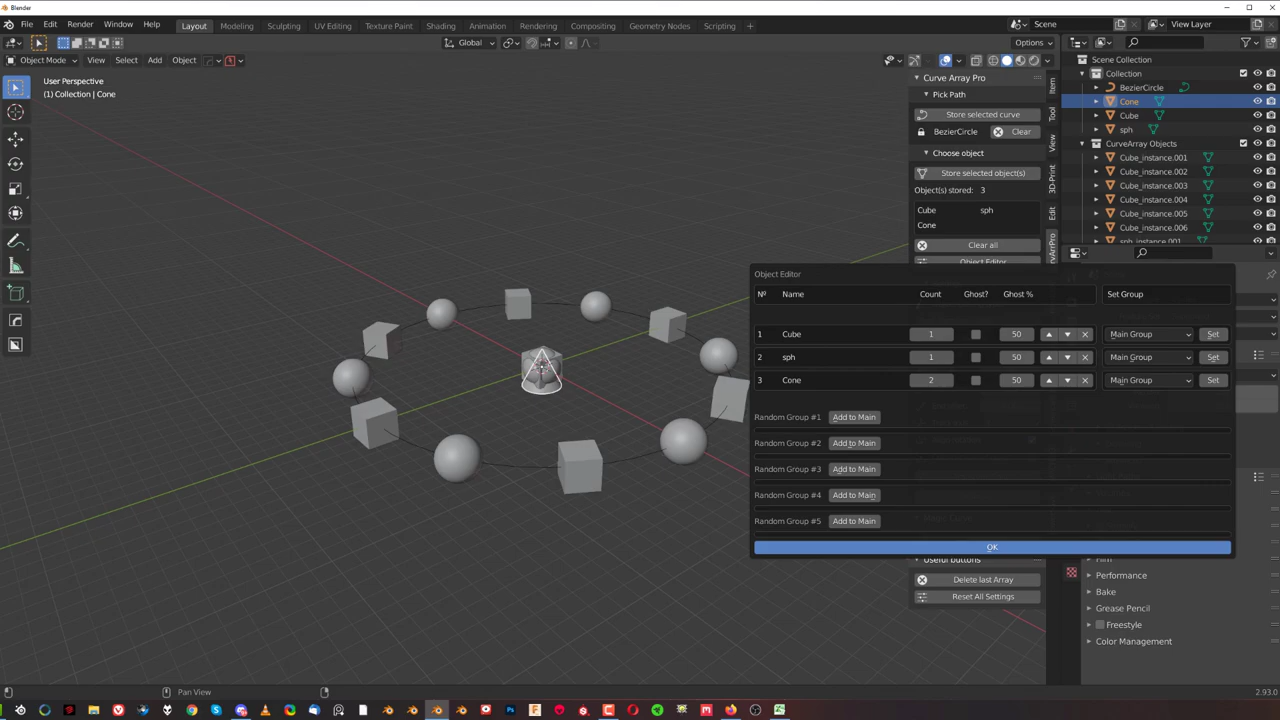 Blender
File Edit Render Window Help Layout Modeling Sculpting UV Editing Texture Paint Shading Animation Rendering Compositing Geometry Nodes Scripting + Scene View Layer
Global Options
Object Mode View Select Add Object
User Perspective
(1) Collection | Cone
Curve Array Pro
Pick Path
Store selected curve
BezierCircle Clear
Choose object
Store selected object(s)
Object(s) stored: 3
Cube sph
Cone
Clear all
Object Editor
Item
Tool
View
3D-Print
Edit
Scene Collection
Collection
BezierCircle
Cone
Cube
sph
CurveArray Objects
Cube_instance.001
Cube_instance.002
Cube_instance.003
Cube_instance.004
Cube_instance.005
Cube_instance.006
sph_instance.001
Object Editor
Nº Name Count Ghost? Ghost % Set Group
1 Cube 1 50 Main Group Set
2 sph 1 50 Main Group Set
3 Cone 2 50 Main Group Set
Random Group #1 Add to Main
Random Group #2 Add to Main
Random Group #3 Add to Main
Random Group #4 Add to Main
Random Group #5 Add to Main
OK
Useful buttons
Delete last Array
Reset All Settings
Film
Performance
Bake
Grease Pencil
Freestyle
Color Management
Pan View
2.93.0